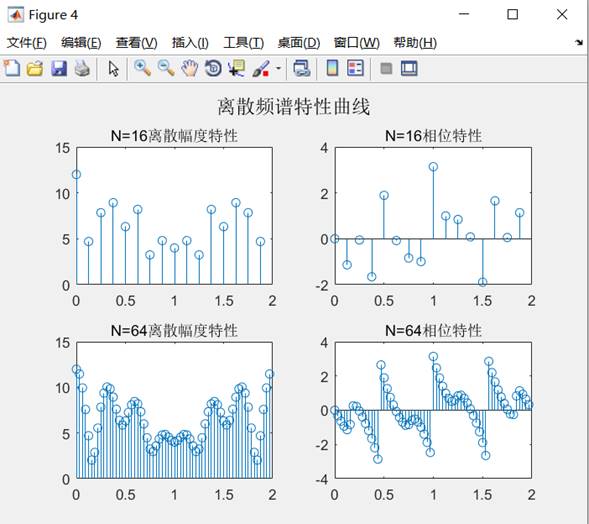 Figure 4
文件(F) 编辑(E) 查看(V) 插入(I) 工具(T) 桌面(D) 窗口(W) 帮助(H)
离散频谱特性曲线
N=16离散幅度特性
15
10
5
0
0 0.5 1 1.5 2
N=16相位特性
4
2
0
-2
0 0.5 1 1.5 2
N=64离散幅度特性
15
10
5
0
0 0.5 1 1.5 2
N=64相位特性
4
2
0
-2
-4
0 0.5 1 1.5 2